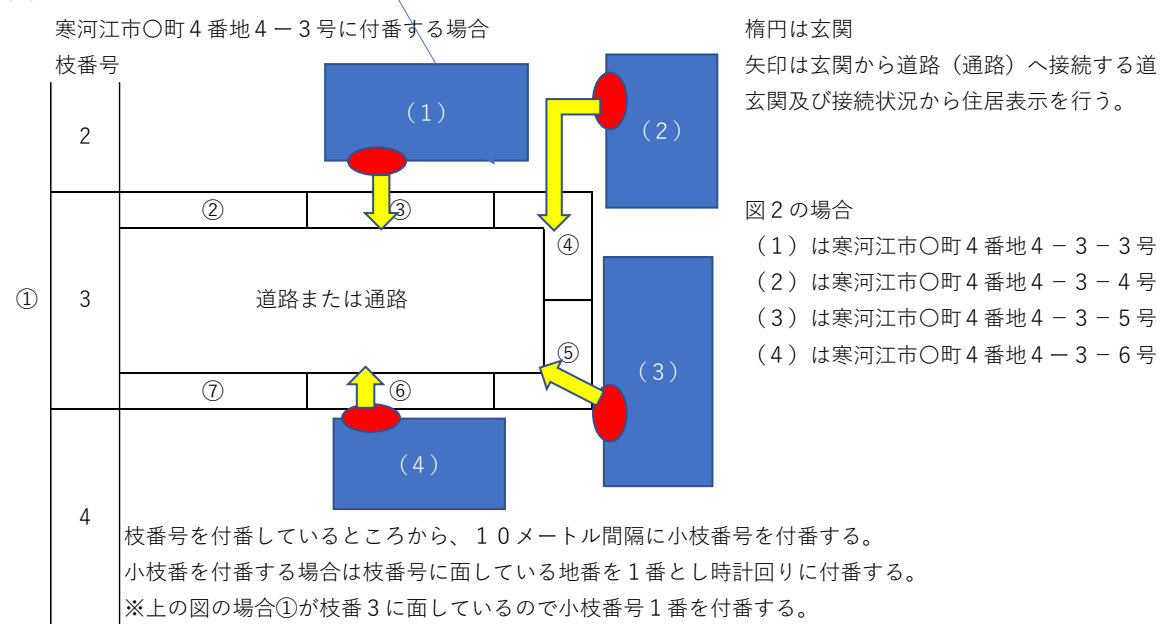 寒河江市〇町４番地４ー３号に付番する場合
枝番号
楕円は玄関
矢印は玄関から道路（通路）へ接続する道
玄関及び接続状況から住居表示を行う。
（１）
（２）
2
②
③
④
図２の場合
（１）は寒河江市〇町４番地４－３－３号
（２）は寒河江市〇町４番地４－３－４号
（３）は寒河江市〇町４番地４－３－５号
（４）は寒河江市〇町４番地４ー３－６号
①
3
道路または通路
⑤
（３）
⑦
⑥
（４）
4
枝番号を付番しているところから、１０メートル間隔に小枝番号を付番する。
小枝番を付番する場合は枝番号に面している地番を１番とし時計回りに付番する。
※上の図の場合①が枝番３に面しているので小枝番号１番を付番する。